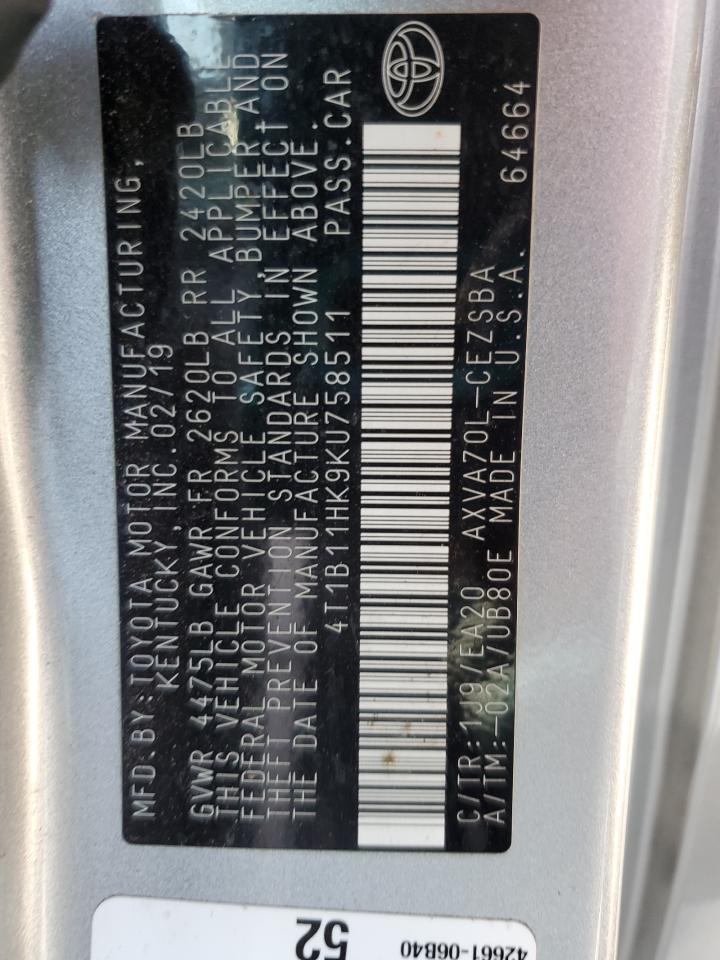 MFD.BY:TOYOTA MOTOR MANUFACTURING,
KENTUCKY,INC.02/19
GVWR 4475LB GAWR FR 2620LB RR 2420LB
THIS VEHICLE CONFORMS TO ALL APPLICABLE
FEDERAL MOTOR VEHICLE SAFETY,BUMPER,AND
THEFT PREVENTION STANDARDS IN EFFECT ON
THE DATE OF MANUFACTURE SHOWN ABOVE.
4T1B11HK9KU758511 PASS.CAR
C/TR:1J9/EA20 AXVA70L-CEZSBA
A/TM:-02A/UB80E MADE IN U.S.A. 64664
52
42661-06B40